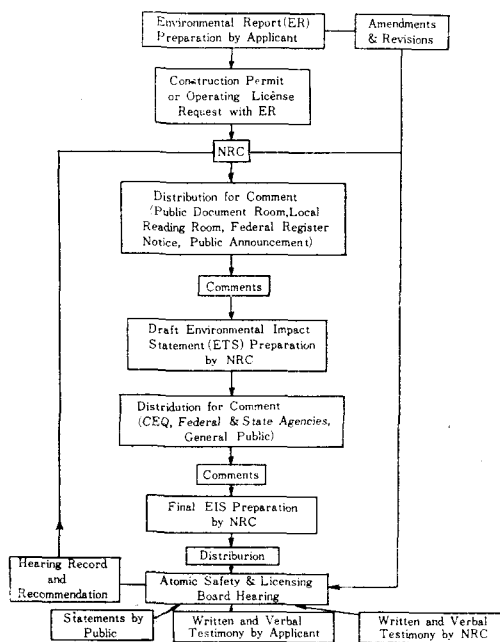 Environmental Report (ER)
Preparation by Applicant
Amendments
& Revisions
Construction Permit
or Operating License
Request with ER
NRC
Distribution for Comment
(Public Document Room, Local
Reading Room, Federal Register
Notice, Public Announcement)
Comments
Draft Environmental Impact
Statement (ETS) Preparation
by NRC
Distridution for Comment
(CEQ, Federal & State Agencies,
General Public)
Comments
Final EIS Preparation
by NRC
Distriburion
Hearing Record
and
Recommendation
Atomic Safety & Licensing
Board Hearing
Statements by
Public
Written and Verbal
Testimony by Applicant
Written and Verbal
Testimony by NRC